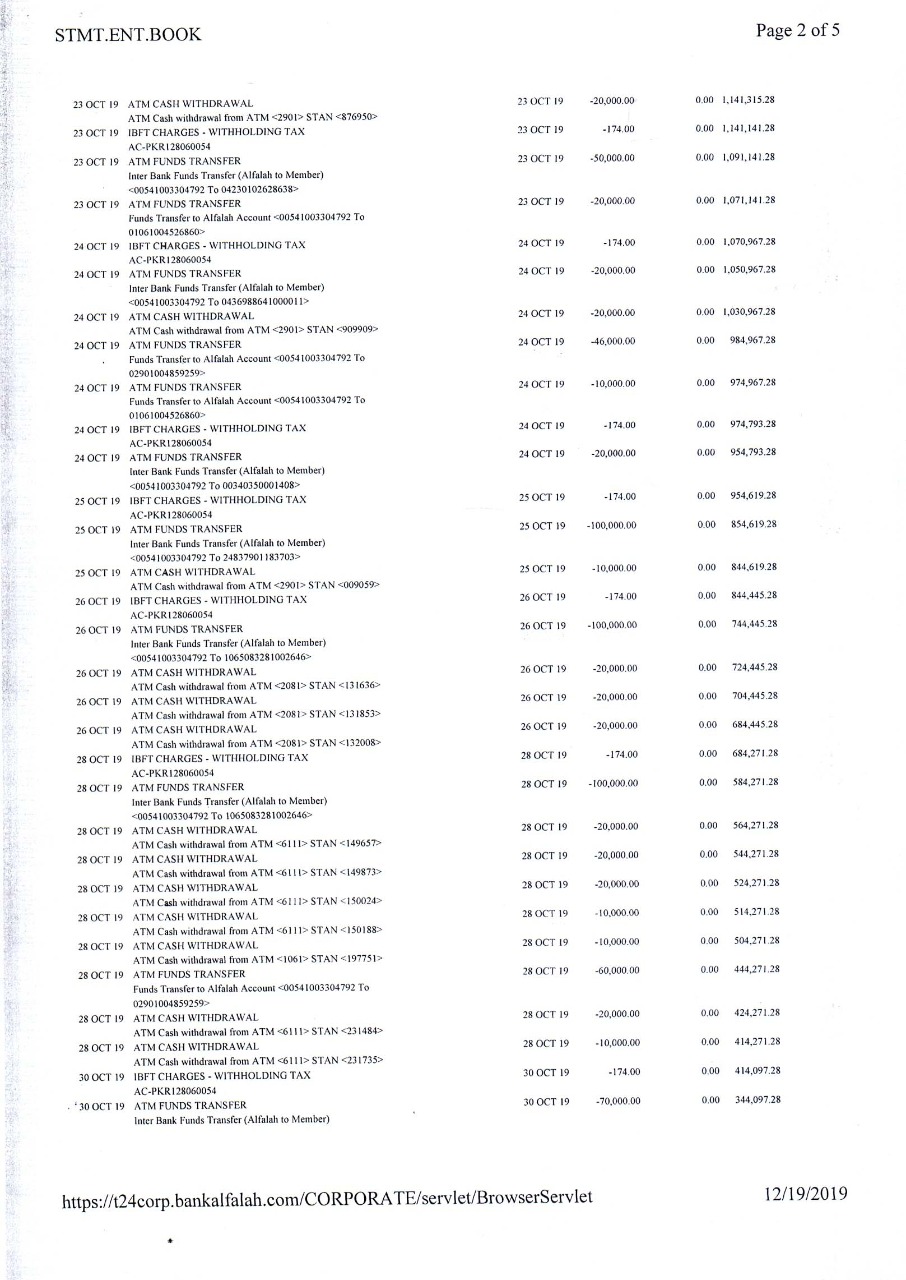 STMT.ENT.BOOK Page 2 of 5
23 OCT 19 ATM CASH WITHDRAWAL 23 OCT 19 -20,000.00 0.00 1,141,315.28
ATM Cash withdrawal from ATM <2901> STAN <876950>
23 OCT 19 IBFT CHARGES - WITHHOLDING TAX 23 OCT 19 -174.00 0.00 1,141,141.28
AC-PKR128060054
23 OCT 19 ATM FUNDS TRANSFER 23 OCT 19 -50,000.00 0.00 1,091,141.28
Inter Bank Funds Transfer (Alfalah to Member)
<00541003304792 To 04230102628638>
23 OCT 19 ATM FUNDS TRANSFER 23 OCT 19 -20,000.00 0.00 1,071,141.28
Funds Transfer to Alfalah Account <00541003304792 To
01061004526860>
24 OCT 19 IBFT CHARGES - WITHHOLDING TAX 24 OCT 19 -174.00 0.00 1,070,967.28
AC-PKR128060054
24 OCT 19 ATM FUNDS TRANSFER 24 OCT 19 -20,000.00 0.00 1,050,967.28
Inter Bank Funds Transfer (Alfalah to Member)
<00541003304792 To 0436988641000011>
24 OCT 19 ATM CASH WITHDRAWAL 24 OCT 19 -20,000.00 0.00 1,030,967.28
ATM Cash withdrawal from ATM <2901> STAN <909909>
24 OCT 19 ATM FUNDS TRANSFER 24 OCT 19 -46,000.00 0.00 984,967.28
Funds Transfer to Alfalah Account <00541003304792 To
02901004859259>
24 OCT 19 ATM FUNDS TRANSFER 24 OCT 19 -10,000.00 0.00 974,967.28
Funds Transfer to Alfalah Account <00541003304792 To
01061004526860>
24 OCT 19 IBFT CHARGES - WITHHOLDING TAX 24 OCT 19 -174.00 0.00 974,793.28
AC-PKR128060054
24 OCT 19 ATM FUNDS TRANSFER 24 OCT 19 -20,000.00 0.00 954,793.28
Inter Bank Funds Transfer (Alfalah to Member)
<00541003304792 To 00340350001408>
25 OCT 19 IBFT CHARGES - WITHHOLDING TAX 25 OCT 19 -174.00 0.00 954,619.28
AC-PKR128060054
25 OCT 19 ATM FUNDS TRANSFER 25 OCT 19 -100,000.00 0.00 854,619.28
Inter Bank Funds Transfer (Alfalah to Member)
<00541003304792 To 24837901183703>
25 OCT 19 ATM CASH WITHDRAWAL 25 OCT 19 -10,000.00 0.00 844,619.28
ATM Cash withdrawal from ATM <2901> STAN <009059>
26 OCT 19 IBFT CHARGES - WITHHOLDING TAX 26 OCT 19 -174.00 0.00 844,445.28
AC-PKR128060054
26 OCT 19 ATM FUNDS TRANSFER 26 OCT 19 -100,000.00 0.00 744,445.28
Inter Bank Funds Transfer (Alfalah to Member)
<00541003304792 To 1065083281002646>
26 OCT 19 ATM CASH WITHDRAWAL 26 OCT 19 -20,000.00 0.00 724,445.28
ATM Cash withdrawal from ATM <2081> STAN <131636>
26 OCT 19 ATM CASH WITHDRAWAL 26 OCT 19 -20,000.00 0.00 704,445.28
ATM Cash withdrawal from ATM <2081> STAN <131853>
26 OCT 19 ATM CASH WITHDRAWAL 26 OCT 19 -20,000.00 0.00 684,445.28
ATM Cash withdrawal from ATM <2081> STAN <132008>
28 OCT 19 IBFT CHARGES - WITHHOLDING TAX 28 OCT 19 -174.00 0.00 684,271.28
AC-PKR128060054
28 OCT 19 ATM FUNDS TRANSFER 28 OCT 19 -100,000.00 0.00 584,271.28
Inter Bank Funds Transfer (Alfalah to Member)
<00541003304792 To 1065083281002646>
28 OCT 19 ATM CASH WITHDRAWAL 28 OCT 19 -20,000.00 0.00 564,271.28
ATM Cash withdrawal from ATM <6111> STAN <149657>
28 OCT 19 ATM CASH WITHDRAWAL 28 OCT 19 -20,000.00 0.00 544,271.28
ATM Cash withdrawal from ATM <6111> STAN <149873>
28 OCT 19 ATM CASH WITHDRAWAL 28 OCT 19 -20,000.00 0.00 524,271.28
ATM Cash withdrawal from ATM <6111> STAN <150024>
28 OCT 19 ATM CASH WITHDRAWAL 28 OCT 19 -10,000.00 0.00 514,271.28
ATM Cash withdrawal from ATM <6111> STAN <150188>
28 OCT 19 ATM CASH WITHDRAWAL 28 OCT 19 -10,000.00 0.00 504,271.28
ATM Cash withdrawal from ATM <1061> STAN <197751>
28 OCT 19 ATM FUNDS TRANSFER 28 OCT 19 -60,000.00 0.00 444,271.28
Funds Transfer to Alfalah Account <00541003304792 To
02901004859259>
28 OCT 19 ATM CASH WITHDRAWAL 28 OCT 19 -20,000.00 0.00 424,271.28
ATM Cash withdrawal from ATM <6111> STAN <231484>
28 OCT 19 ATM CASH WITHDRAWAL 28 OCT 19 -10,000.00 0.00 414,271.28
ATM Cash withdrawal from ATM <6111> STAN <231735>
30 OCT 19 IBFT CHARGES - WITHHOLDING TAX 30 OCT 19 -174.00 0.00 414,097.28
AC-PKR128060054
30 OCT 19 ATM FUNDS TRANSFER 30 OCT 19 -70,000.00 0.00 344,097.28
Inter Bank Funds Transfer (Alfalah to Member)
https://t24corp.bankalfalah.com/CORPORATE/servlet/BrowserServlet 12/19/2019